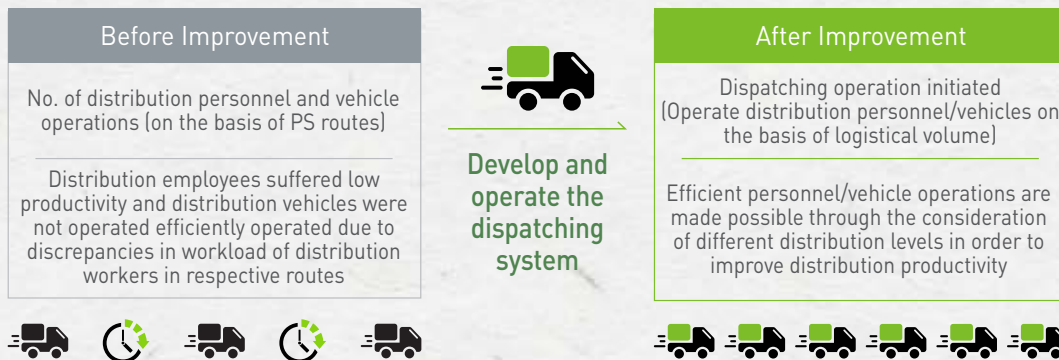 Before Improvement
No. of distribution personnel and vehicle
operations (on the basis of PS routes)
Distribution employees suffered low
productivity and distribution vehicles were
not operated efficiently operated due to
discrepancies in workload of distribution
workers in respective routes
Develop and
operate the
dispatching
system
After Improvement
Dispatching operation initiated
(Operate distribution personnel/vehicles on
the basis of logistical volume)
Efficient personnel/vehicle operations are
made possible through the consideration
of different distribution levels in order to
improve distribution productivity